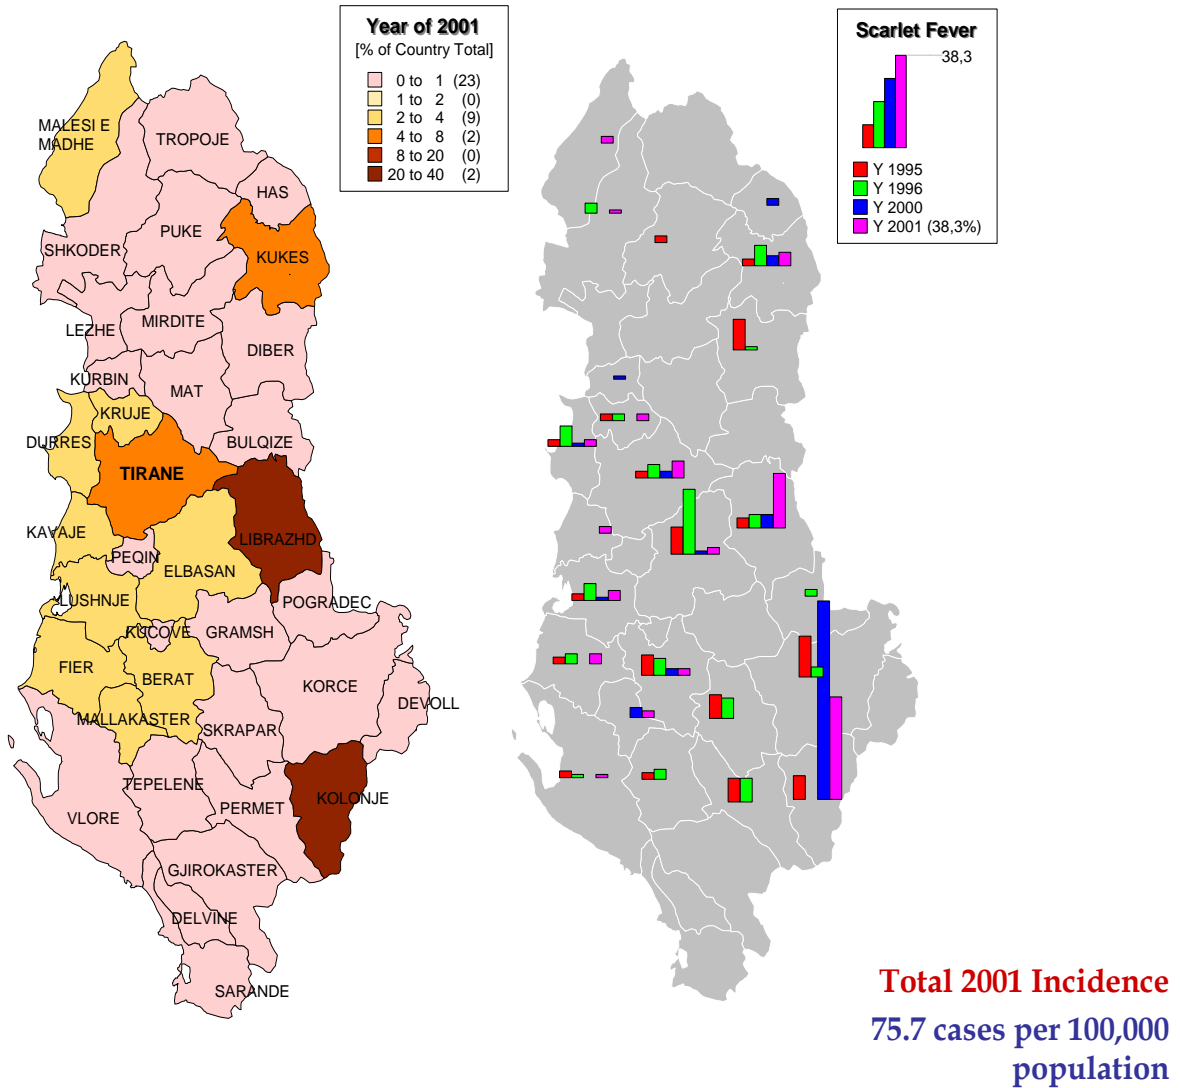 Year of 2001
[% of Country Total]
0 to 1 (23)
1 to 2 (0)
2 to 4 (9)
4 to 8 (2)
8 to 20 (0)
20 to 40 (2)
MALESI E
MADHE
TROPOJE
HAS
PUKE
SHKODER
KUKES
LEZHE
MIRDITE
DIBER
KURBIN
MAT
KRUJE
DURRES
BULQIZE
TIRANE
KAVAJE
LIBRAZHD
PEQIN
ELBASAN
LUSHNJE
POGRADEC
KUCOVE
GRAMSH
FIER
BERAT
KORCE
DEVOLL
MALLAKASTER
SKRAPAR
TEPELENE
KOLONJE
PERMET
VLORE
GJIROKASTER
DELVINE
SARANDE
Scarlet Fever
38,3
Y 1995
Y 1996
Y 2000
Y 2001 (38,3%)
Total 2001 Incidence
75.7 cases per 100,000
population